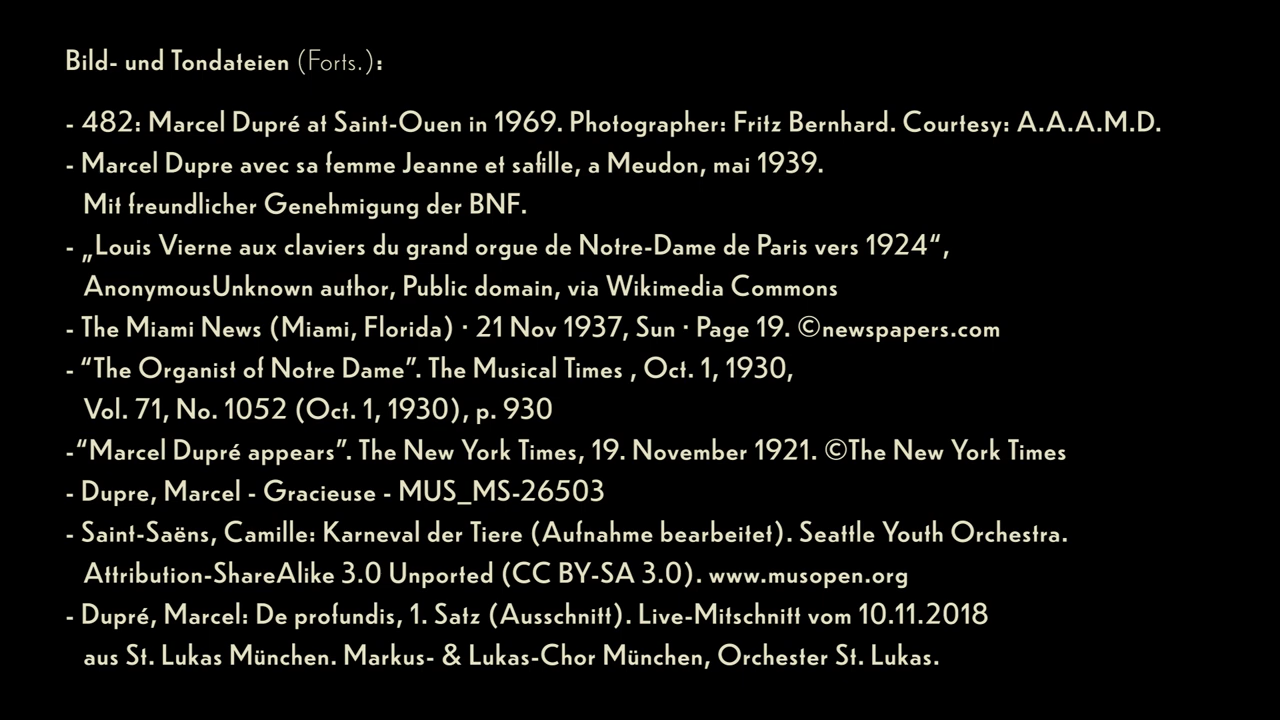 Bild- und Tondateien (Forts.):
- 482: Marcel Dupré at Saint-Ouen in 1969. Photographer: Fritz Bernhard. Courtesy: A.A.A.M.D.
- Marcel Dupre avec sa femme Jeanne et safille, a Meudon, mai 1939.
Mit freundlicher Genehmigung der BNF.
- „Louis Vierne aux claviers du grand orgue de Notre-Dame de Paris vers 1924“,
AnonymousUnknown author, Public domain, via Wikimedia Commons
- The Miami News (Miami, Florida) · 21 Nov 1937, Sun · Page 19. ©newspapers.com
- “The Organist of Notre Dame”. The Musical Times , Oct. 1, 1930,
Vol. 71, No. 1052 (Oct. 1, 1930), p. 930
-“Marcel Dupré appears”. The New York Times, 19. November 1921. ©The New York Times
- Dupre, Marcel - Gracieuse - MUS_MS-26503
- Saint-Saëns, Camille: Karneval der Tiere (Aufnahme bearbeitet). Seattle Youth Orchestra.
Attribution-ShareAlike 3.0 Unported (CC BY-SA 3.0). www.musopen.org
- Dupré, Marcel: De profundis, 1. Satz (Ausschnitt). Live-Mitschnitt vom 10.11.2018
aus St. Lukas München. Markus- & Lukas-Chor München, Orchester St. Lukas.